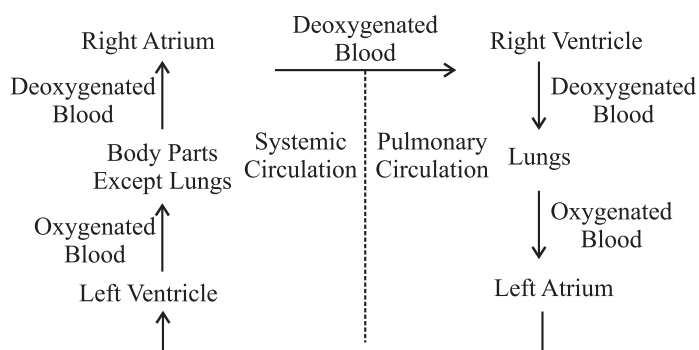 Deoxygenated
Blood
Right Atrium
Right Ventricle
Deoxygenated
Blood
Deoxygenated
Blood
Body Parts
Except Lungs
Systemic
Circulation
Pulmonary
Circulation
Lungs
Oxygenated
Blood
Oxygenated
Blood
Left Ventricle
Left Atrium